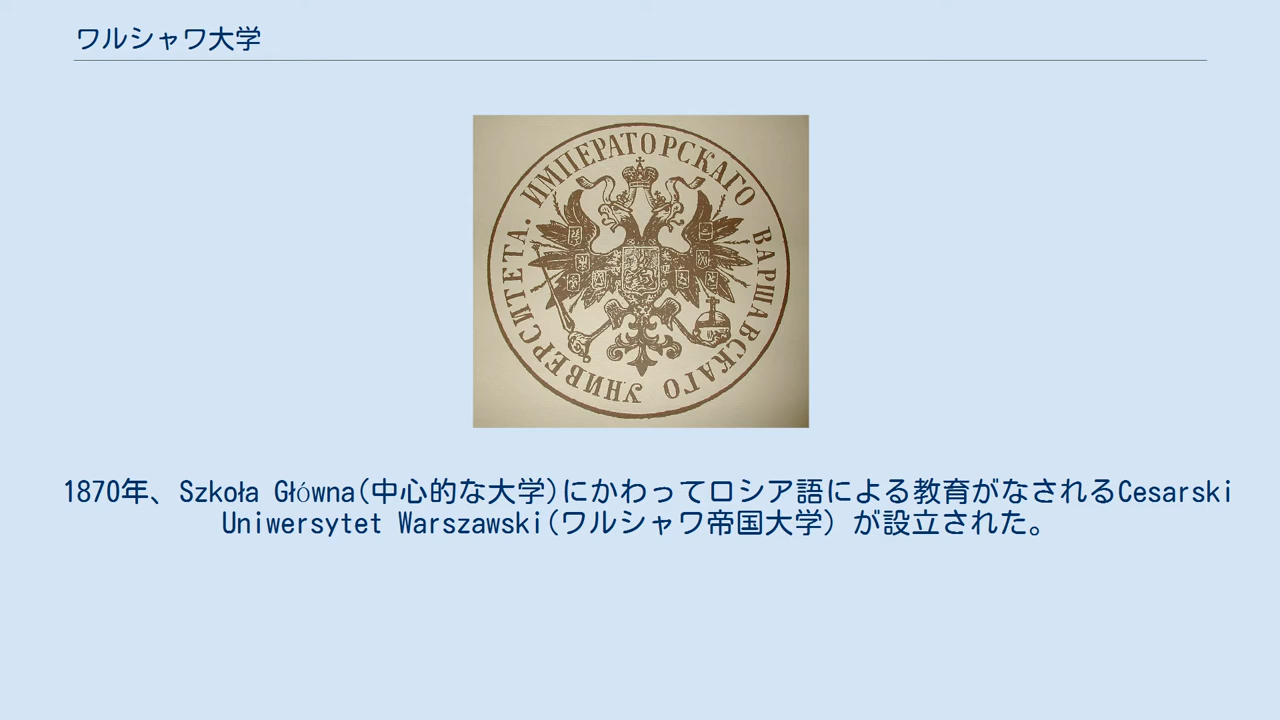 ワルシャワ大学
ИМПЕРАТОРСКАГО ВАРШАВСКАГО УНИВЕРСИТЕТА.
1870年、Szkoła Główna(中心的な大学)にかわってロシア語による教育がなされるCesarski
Uniwersytet Warszawski(ワルシャワ帝国大学) が設立された。